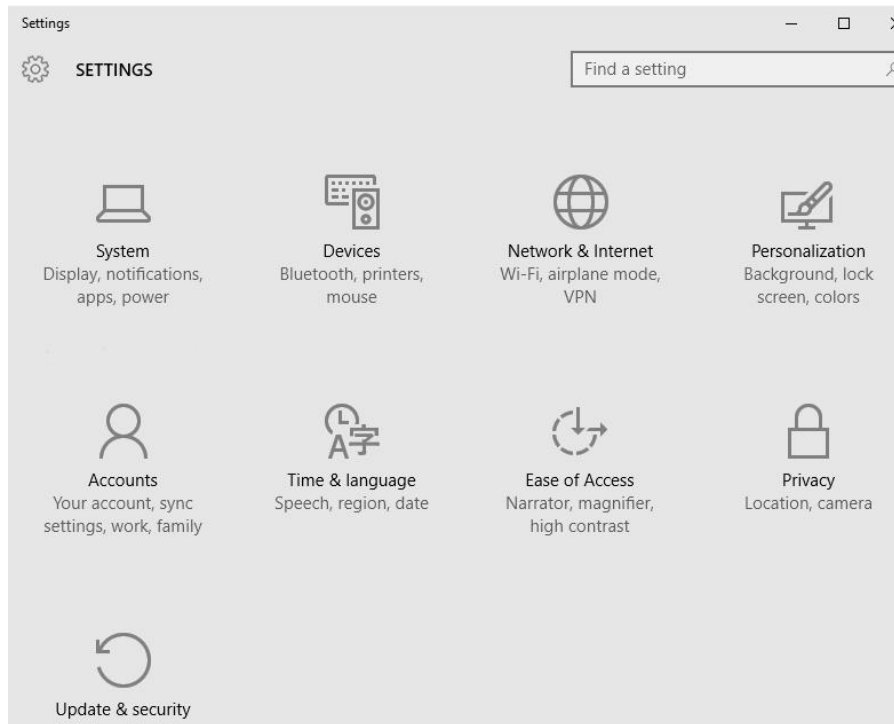 Settings
SETTINGS
Find a setting
System
Display, notifications,
apps, power
Devices
Bluetooth, printers,
mouse
Network & Internet
Wi-Fi, airplane mode,
VPN
Personalization
Background, lock
screen, colors
Accounts
Your account, sync
settings, work, family
Time & language
Speech, region, date
Ease of Access
Narrator, magnifier,
high contrast
Privacy
Location, camera
Update & security